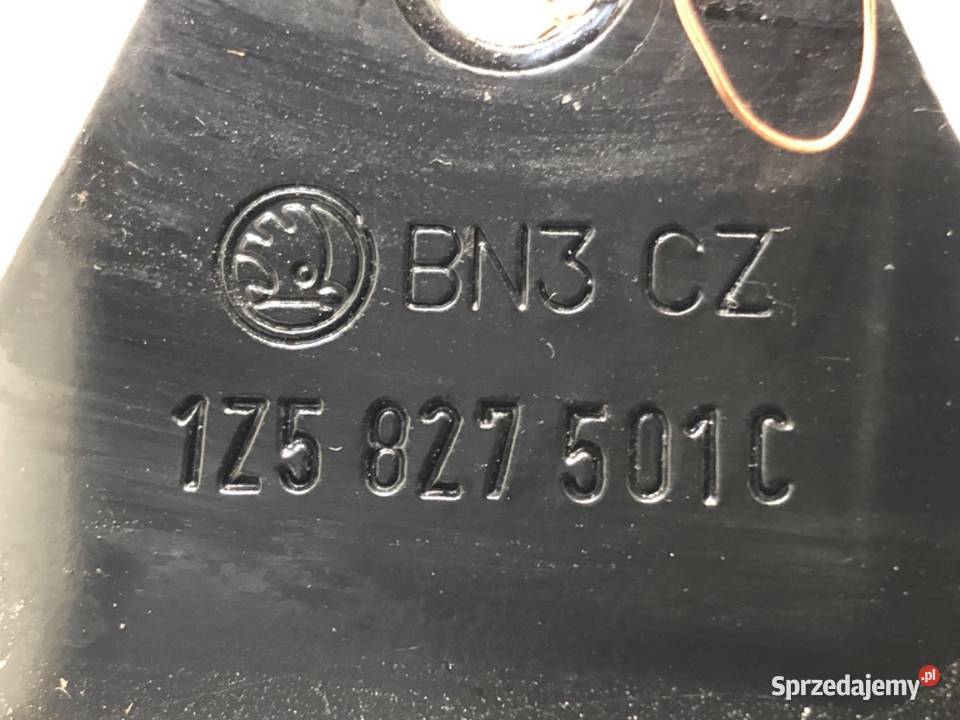 BN3 CZ
1Z5 827 501C
Sprzedajemy.pl